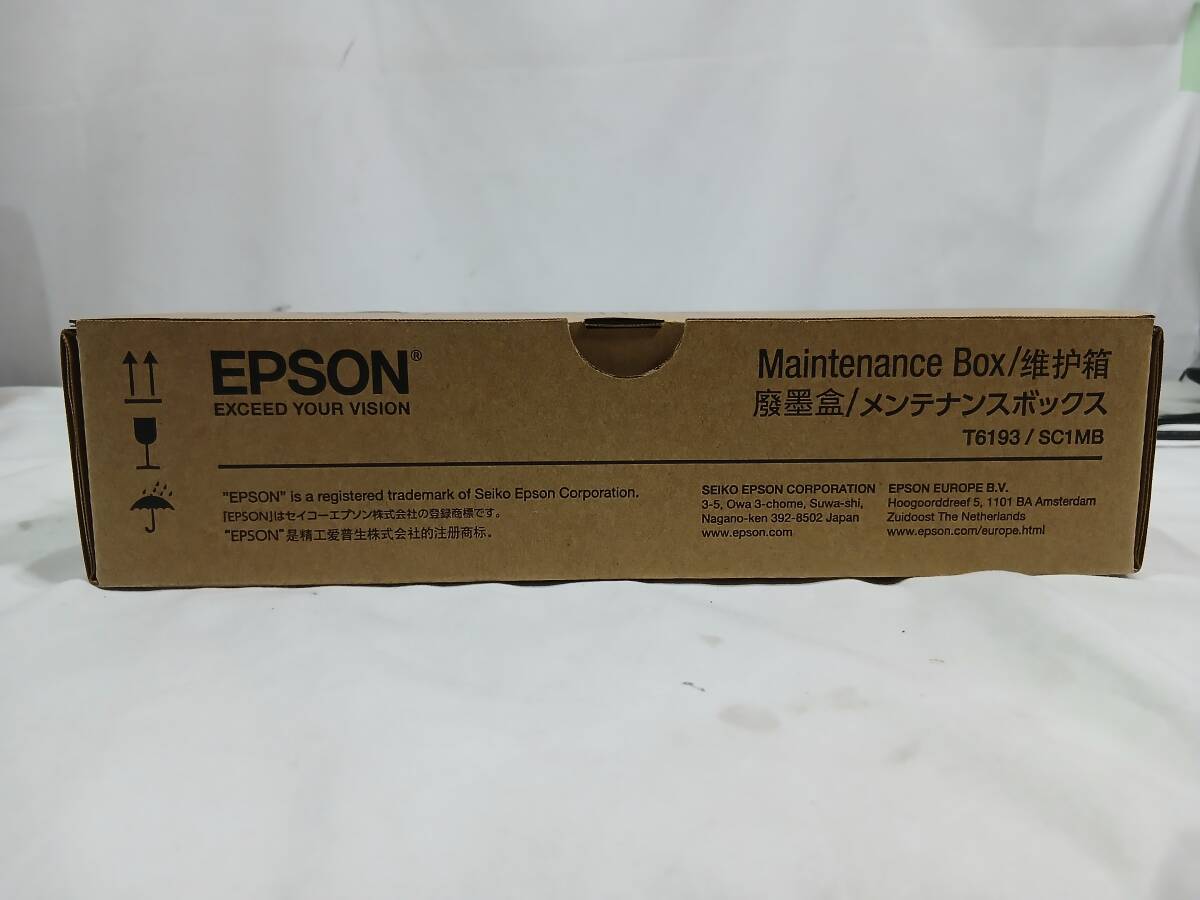 EPSON®
EXCEED YOUR VISION
Maintenance Box/维护箱
廢墨盒/メンテナンスボックス
T6193 / SC1MB
"EPSON" is a registered trademark of Seiko Epson Corporation.
「EPSON」はセイコーエプソン株式会社の登録商標です。
"EPSON" 是精工爱普生株式会社的注册商标.
SEIKO EPSON CORPORATION
3-5, Owa 3-chome, Suwa-shi,
Nagano-ken 392-8502 Japan
www.epson.com
EPSON EUROPE B.V.
Hoogoorddreef 5, 1101 BA Amsterdam
Zuidoost The Netherlands
www.epson.com/europe.html